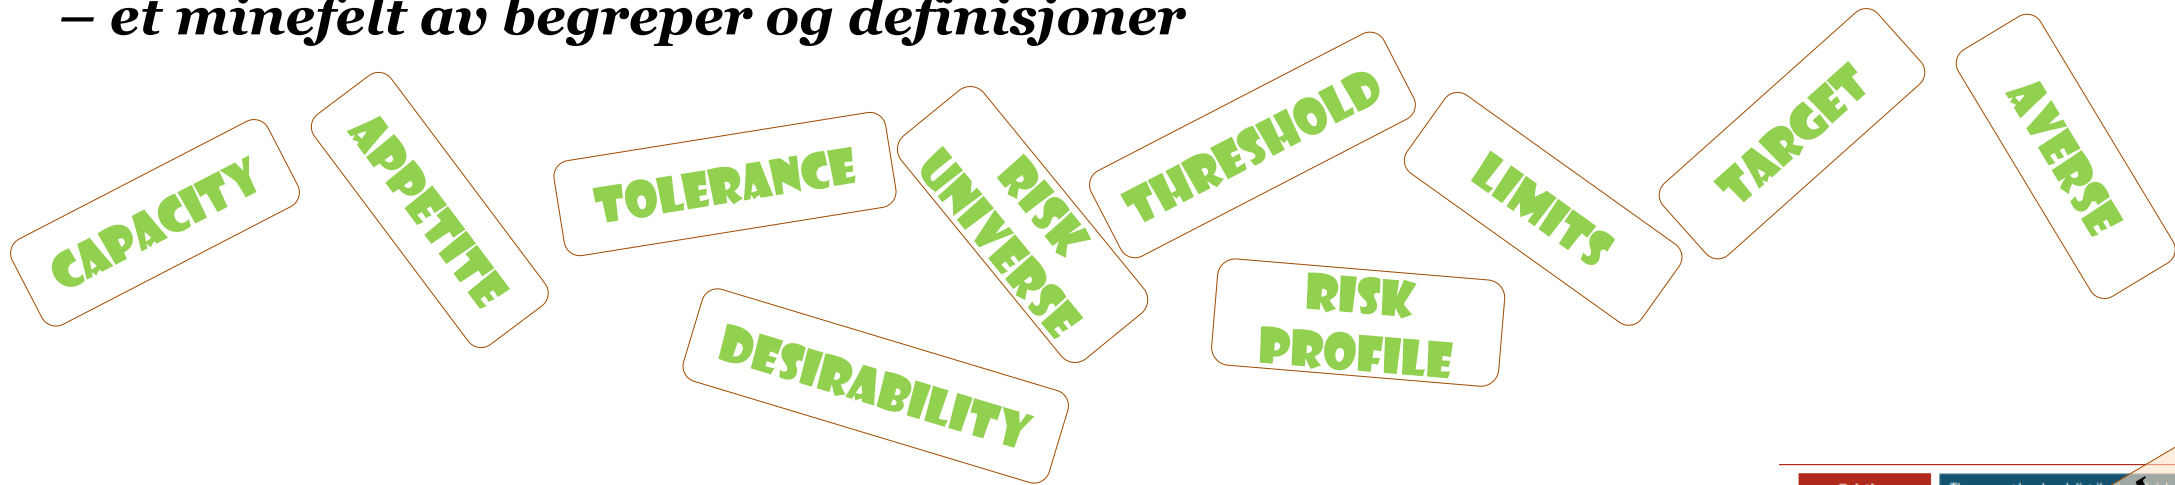 – et minefelt av begreper og definisjoner
CAPACITY
APPETITE
TOLERANCE
RISK
UNIVERSE
THRESHOLD
LIMITS
TARGET
AVERSE
DESIRABILITY
RISK
PROFILE